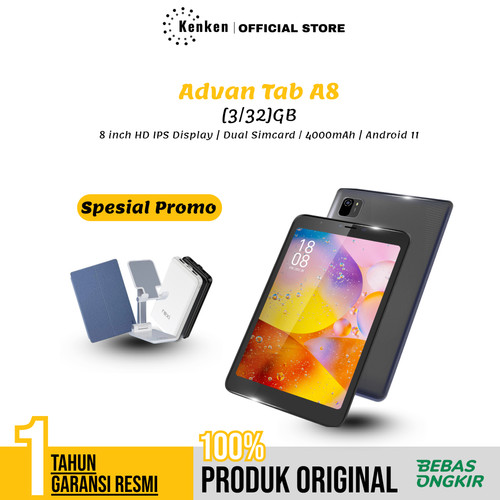 Kenken | OFFICIAL STORE
Advan Tab A8
(3/32)GB
8 inch HD IPS Display | Dual Simcard / 4000mAh | Android 11
Spesial Promo
18
08
1 TAHUN
GARANSI RESMI
100%
PRODUK ORIGINAL
BEBAS
ONGKIR